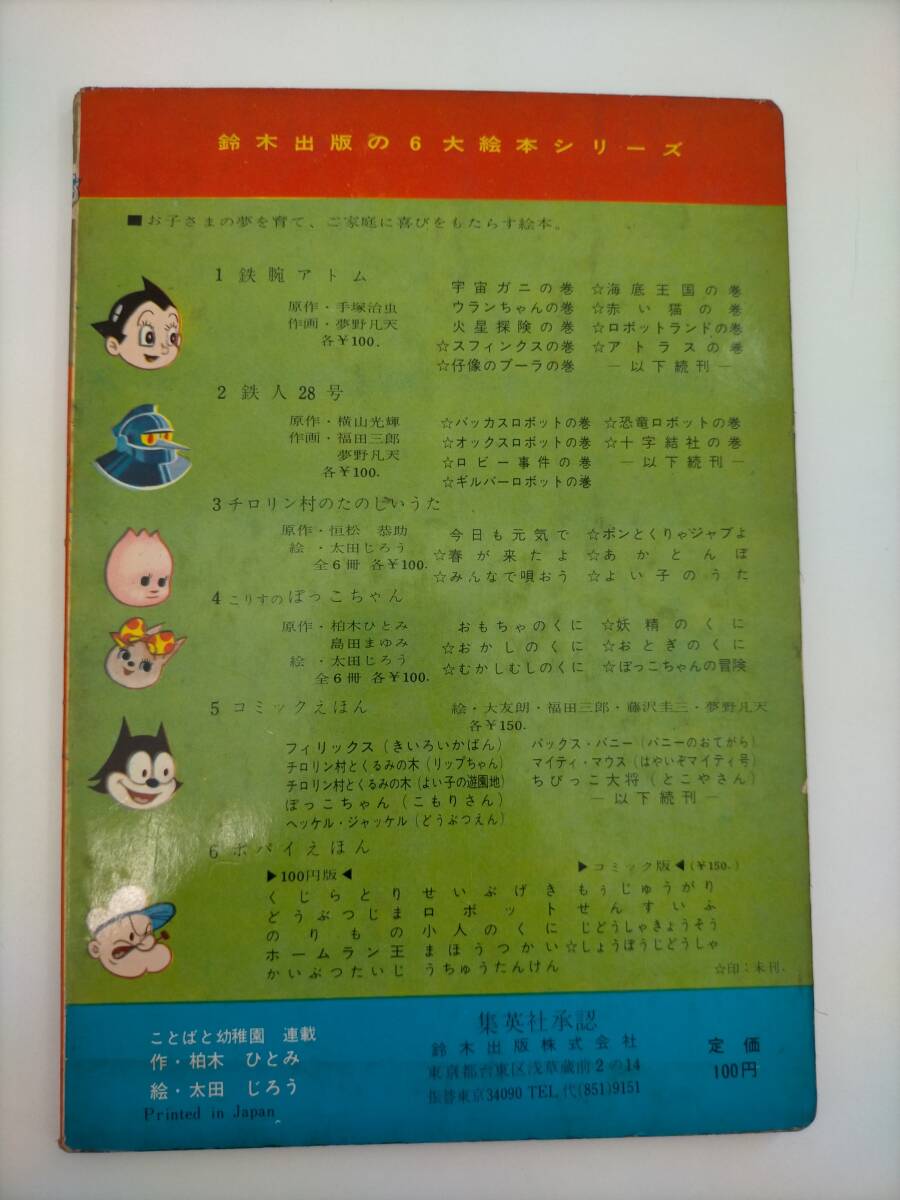 鈴木出版の6大絵本シリーズ
■お子さまの夢を育て、ご家庭に喜びをもたらす絵本。
1 鉄腕アトム
原作・手塚治虫
作画・夢野凡天
各¥100.
宇宙ガニの巻 ☆海底王国の巻
ウランちゃんの巻 ☆赤い猫の巻
火星探険の巻 ☆ロボットランドの巻
☆スフィンクスの巻 ☆アトラスの巻
☆仔像のプーラの巻 ―以下続刊―
2 鉄人28号
原作・横山光輝
作画・福田三郎
夢野凡天
各¥100.
☆バッカスロボットの巻 ☆恐竜ロボットの巻
☆オックスロボットの巻 ☆十字結社の巻
☆ロビー事件の巻 ―以下続刊―
☆ギルバーロボットの巻
3 チロリン村のたのしいうた
原作・恒松 恭助
絵・太田じろう
全6冊 各¥100.
今日も元気で ☆ポンとくりゃジャブよ
☆春が来たよ ☆あかとんぼ
☆みんなで唄おう ☆よい子のうた
4 こりすのぽっこちゃん
原作・柏木ひとみ
島田まゆみ
絵・太田じろう
全6冊 各¥100.
おもちゃのくに ☆妖精のくに
☆おかしのくに ☆おとぎのくに
☆むかしむしのくに ☆ぽっこちゃんの冒険
5 コミックえほん
絵・大友朗・福田三郎・藤沢圭三・夢野凡天
各¥150.
フィリックス(きいろいかばん) バックス・バニー(バニーのおてがら)
チロリン村とくるみの木(リップちゃん) マイティ・マウス(はやいぞマイティ号)
チロリン村とくるみの木(よい子の遊園地) ちびっこ大将(とこやさん)
ぽっこちゃん(こもりさん) ―以下続刊―
ヘッケル・ジャッケル(どうぶつえん)
6 ポパイえほん
▶100円版◀ ▶コミック版◀(¥150.)
くじらとり せいぶげき もぅじゅうがり
どうぶつじま ロボット せんすいふ
のりもの 小人のくに じどうしゃきょうそう
ホームラン王 まほうつかい ☆しょうぼうじどうしゃ
かいぶつたいじ うちゅうたんけん
☆印:未刊.
ことばと幼稚園 連載
作・柏木 ひとみ
絵・太田 じろう
Printed in Japan
集英社承認
鈴木出版株式会社
東京都台東区浅草蔵前2の14
振替東京34090 TEL.代(851)9151
定価
100円